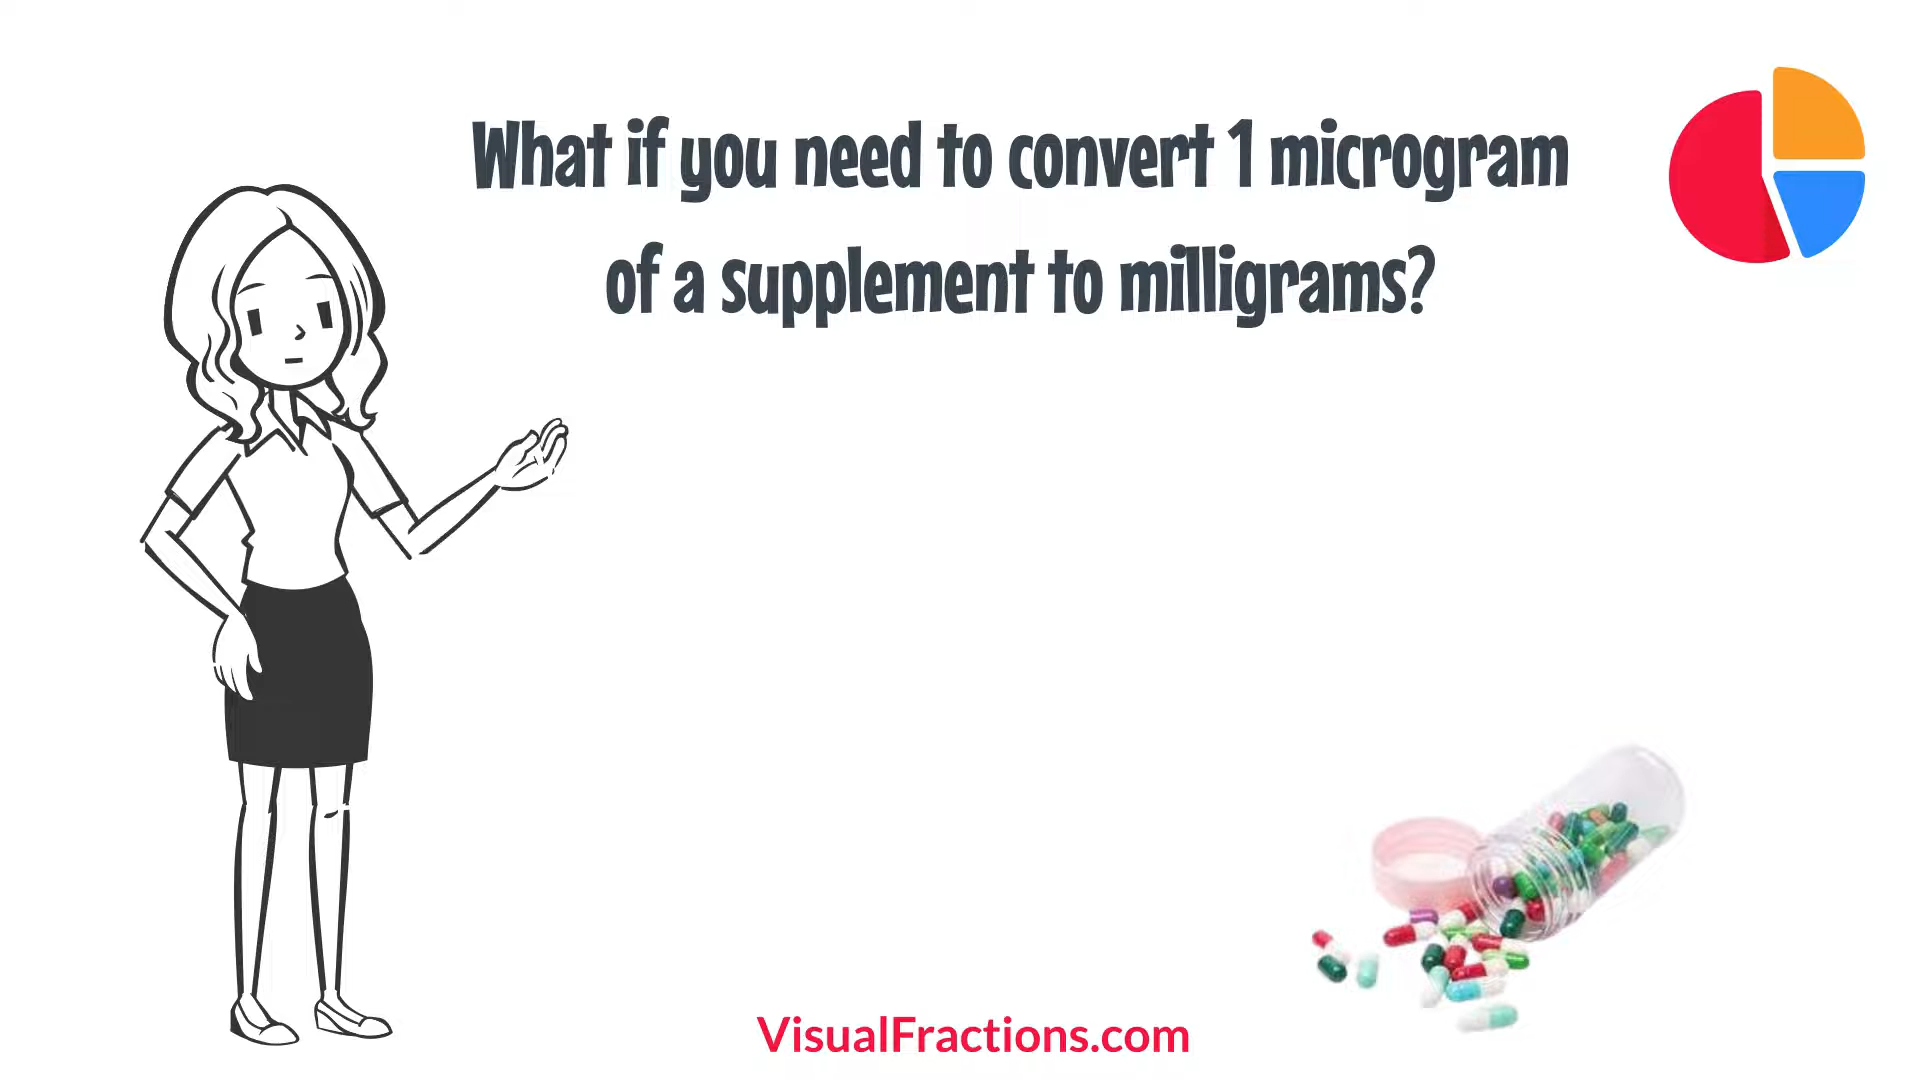 What if you need to convert 1 microgram
of a supplement to milligrams?
VisualFractions.com